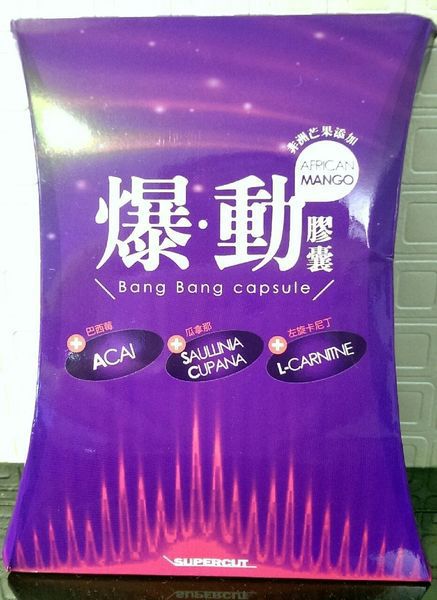 非洲芒果添加
AFRICAN
MANGO
爆·動膠囊
Bang Bang capsule
巴西莓
ACAI
瓜拿那
SAULLINIA
CUPANA
左旋卡尼丁
L-CARNITNE
SUPERCUT